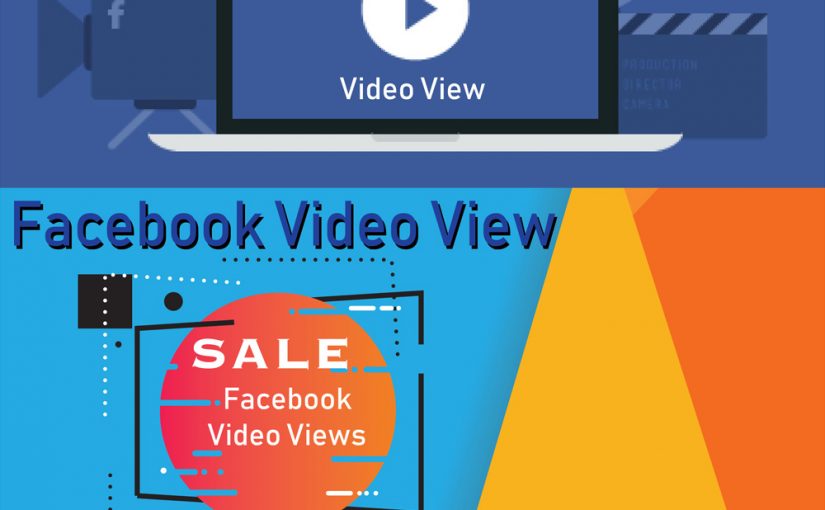 f
Video View
PRODUCTION
DIRECTOR
CAMERA
Facebook Video View
SALE
Facebook
Video Views